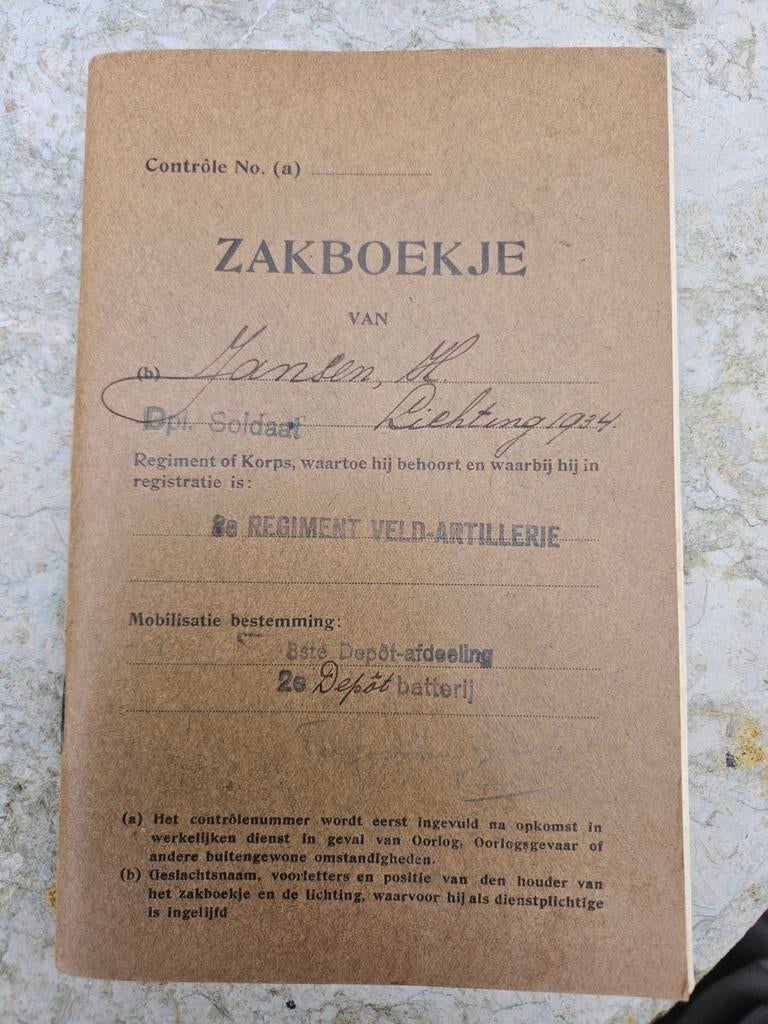 Contrôle No. (a)
ZAKBOEKJE
VAN
(b) Jansen, H.
Dpl. Soldaat Lichting 1934.
Regiment of Korps, waartoe hij behoort en waarbij hij in
registratie is:
8e REGIMENT VELD-ARTILLERIE
Mobilisatie bestemming:
8ste Depôt-afdeeling
2e Depôt batterij
(a) Het contrôlenummer wordt eerst ingevuld na opkomst in
werkelijken dienst in geval van Oorlog, Oorlogsgevaar of
andere buitengewone omstandigheden.
(b) Geslachtsnaam, voorletters en positie van den houder van
het zakboekje en de lichting, waarvoor hij als dienstplichtige
is ingelijfd